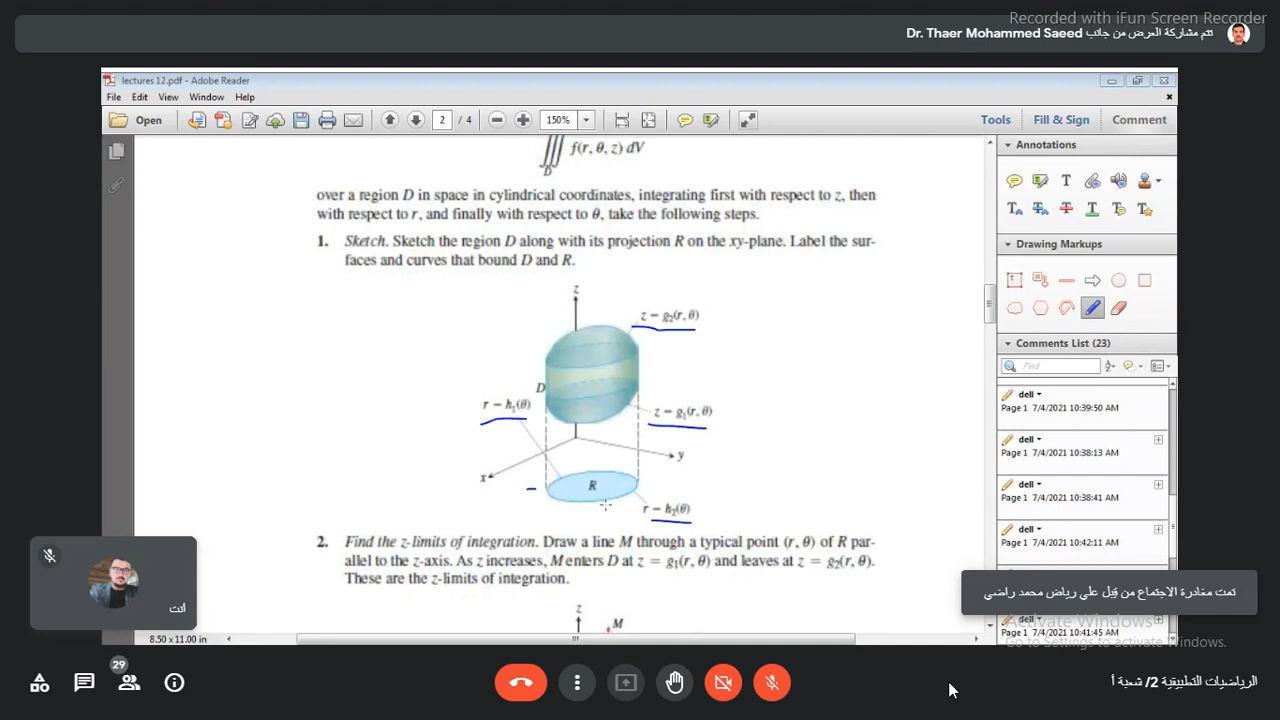 Recorded with iFun Screen Recorder
Dr. Thaer Mohammed Saeed تتم مشاركة العرض من جانب
lectures 12.pdf - Adobe Reader
File Edit View Window Help
Open 2 / 4 150% Tools Fill & Sign Comment
∭ f(r, θ, z) dV
D
over a region D in space in cylindrical coordinates, integrating first with respect to z, then
with respect to r, and finally with respect to θ, take the following steps.
1. Sketch. Sketch the region D along with its projection R on the xy-plane. Label the sur-
faces and curves that bound D and R.
z
z = g₂(r, θ)
D
r = h₁(θ)
z = g₁(r, θ)
y
x
R
r = h₂(θ)
2. Find the z-limits of integration. Draw a line M through a typical point (r, θ) of R par-
allel to the z-axis. As z increases, M enters D at z = g₁(r, θ) and leaves at z = g₂(r, θ).
These are the z-limits of integration.
z
M
8.50 x 11.00 in
Annotations
Drawing Markups
Comments List (23)
Find
dell
Page 1 7/4/2021 10:39:50 AM
dell
Page 1 7/4/2021 10:38:13 AM
dell
Page 1 7/4/2021 10:38:41 AM
dell
Page 1 7/4/2021 10:42:11 AM
dell
Page 1 7/4/2021 10:41:45 AM
تمت مغادرة الاجتماع من قبل علي رياض محمد راضي
Activate Windows
Go to Settings to activate Windows.
أنت
29
الرياضيات التطبيقية 2/ شعبة أ